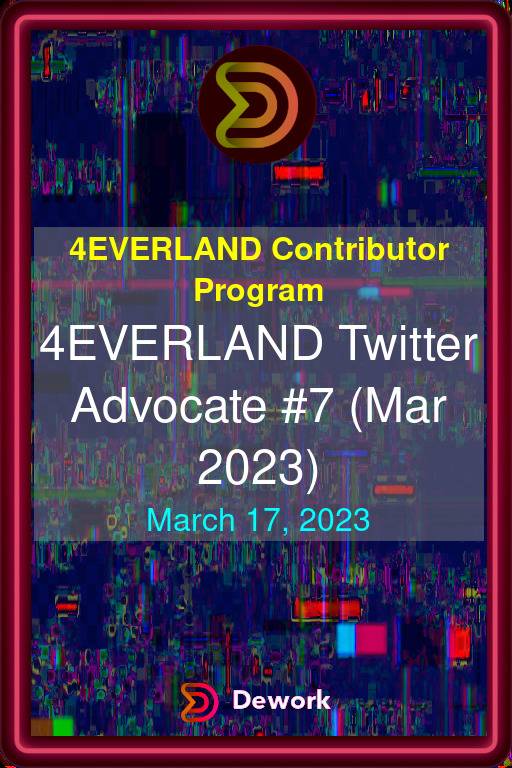 4EVERLAND Contributor
Program
4EVERLAND Twitter
Advocate #7 (Mar
2023)
March 17, 2023
Dework